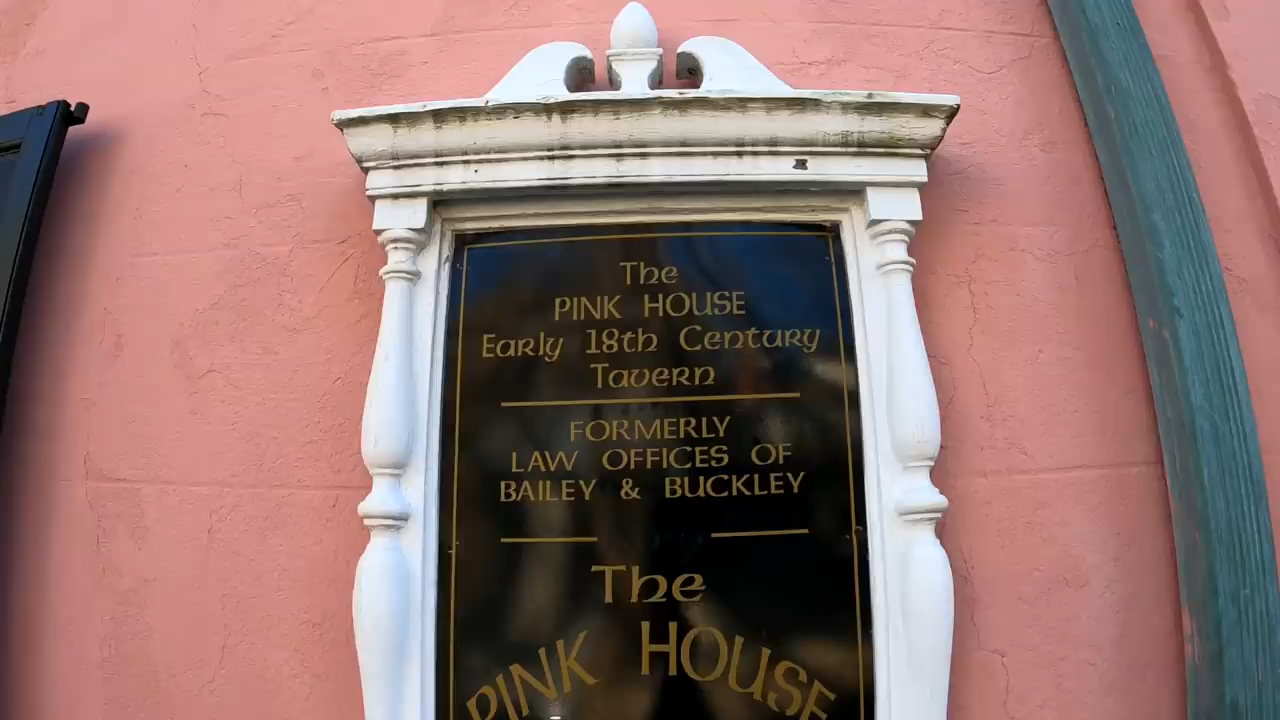 The
PINK HOUSE
Early 18th Century
Tavern
FORMERLY
LAW OFFICES OF
BAILEY & BUCKLEY
The
PINK HOUSE